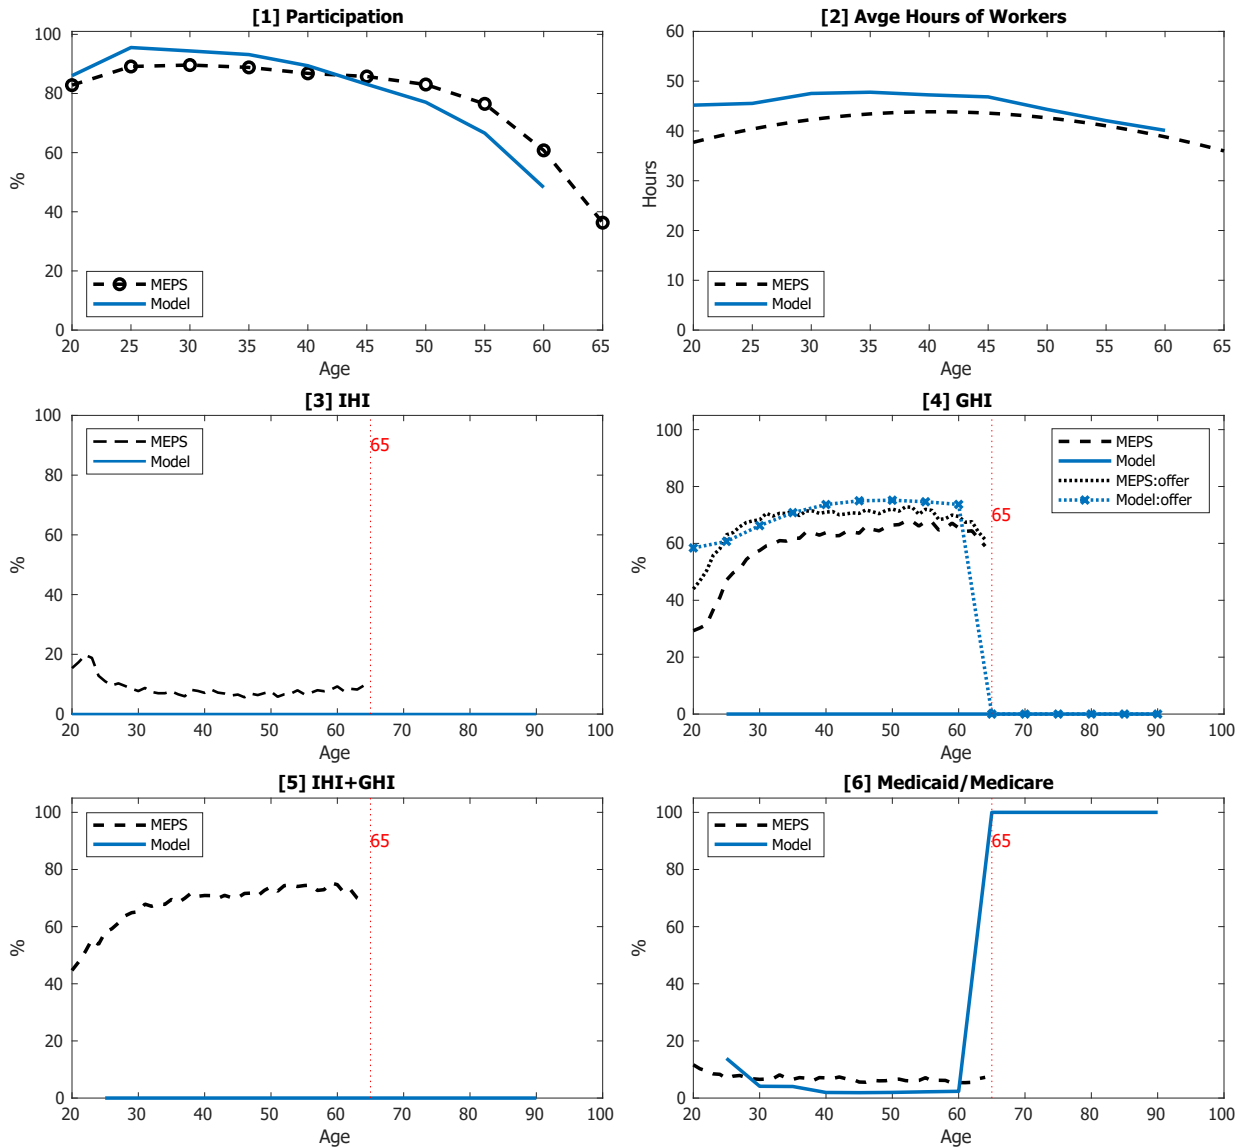 [1] Participation
100
80
60
40
20
0
%
MEPS
Model
20 25 30 35 40 45 50 55 60 65
Age
[2] Avge Hours of Workers
60
50
40
30
20
10
0
Hours
MEPS
Model
20 25 30 35 40 45 50 55 60 65
Age
[3] IHI
100
80
60
40
20
0
%
MEPS
Model
65
20 30 40 50 60 70 80 90 100
Age
[4] GHI
100
80
60
40
20
0
%
MEPS
Model
MEPS:offer
Model:offer
65
20 30 40 50 60 70 80 90 100
Age
[5] IHI+GHI
100
80
60
40
20
0
%
MEPS
Model
65
20 30 40 50 60 70 80 90 100
Age
[6] Medicaid/Medicare
100
80
60
40
20
0
%
MEPS
Model
65
20 30 40 50 60 70 80 90 100
Age